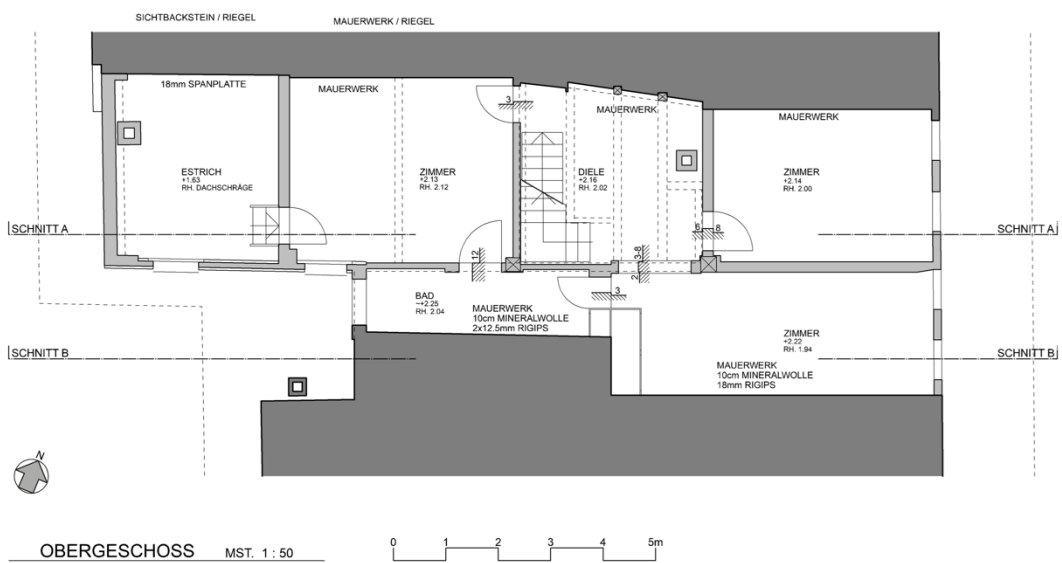 SICHTBACKSTEIN / RIEGEL
MAUERWERK / RIEGEL
18mm SPANPLATTE
MAUERWERK
3
MAUERWERK
MAUERWERK
ESTRICH
+1.63
RH. DACHSCHRÄGE
ZIMMER
+2.13
RH. 2.12
DIELE
+2.16
RH. 2.02
ZIMMER
+2.14
RH. 2.00
SCHNITT A
6
8
SCHNITT A
12
3-8
2
BAD
~+2.25
RH. 2.04
MAUERWERK
10cm MINERALWOLLE
2x12.5mm RIGIPS
3
ZIMMER
+2.22
RH. 1.94
SCHNITT B
SCHNITT B
MAUERWERK
10cm MINERALWOLLE
18mm RIGIPS
N
OBERGESCHOSS MST. 1 : 50
0 1 2 3 4 5m